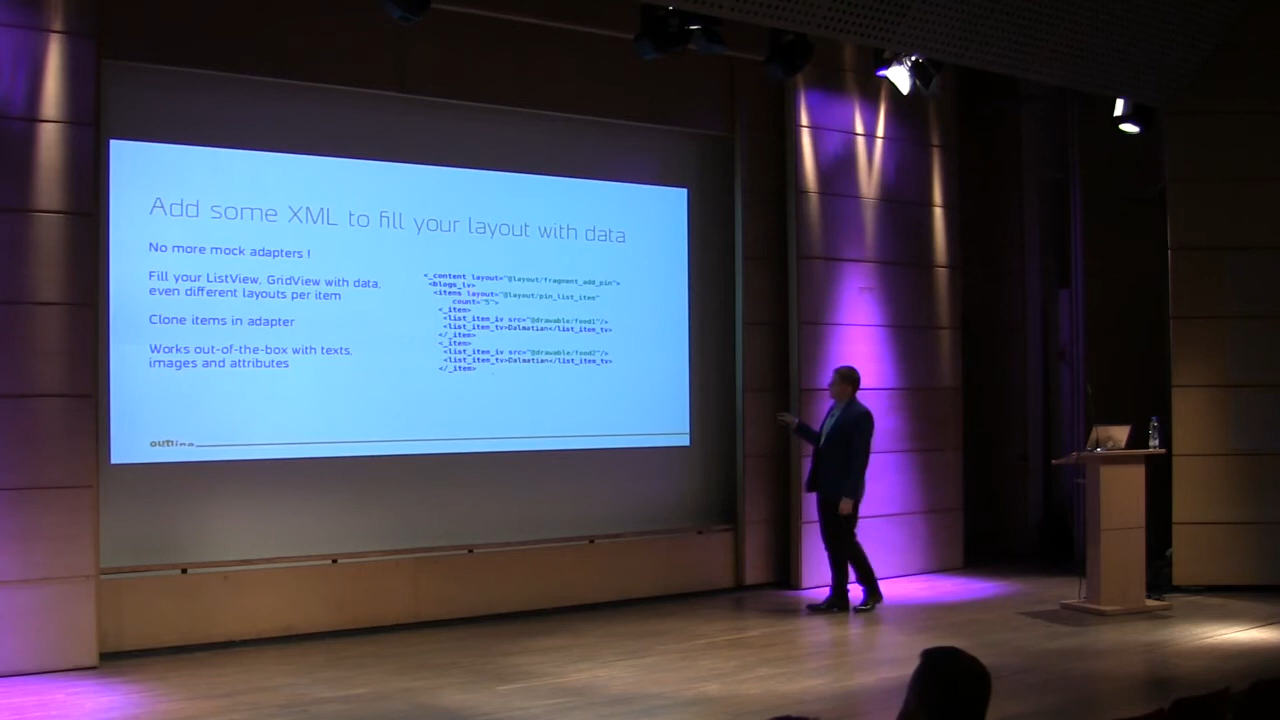 Add some XML to fill your layout with data
No more mock adapters !
Fill your ListView, GridView with data,
even different layouts per item
Clone items in adapter
Works out-of-the-box with texts,
images and attributes
<_content layout="@layout/fragment_add_pin">
<blogs_lv>
<items layout="@layout/pin_list_item"
count="5">
<_item>
<list_item_iv src="@drawable/food1"/>
<list_item_tv>Dalmatian</list_item_tv>
</_item>
<_item>
<list_item_iv src="@drawable/food2"/>
<list_item_tv>Dalmatian</list_item_tv>
</_item>
outline